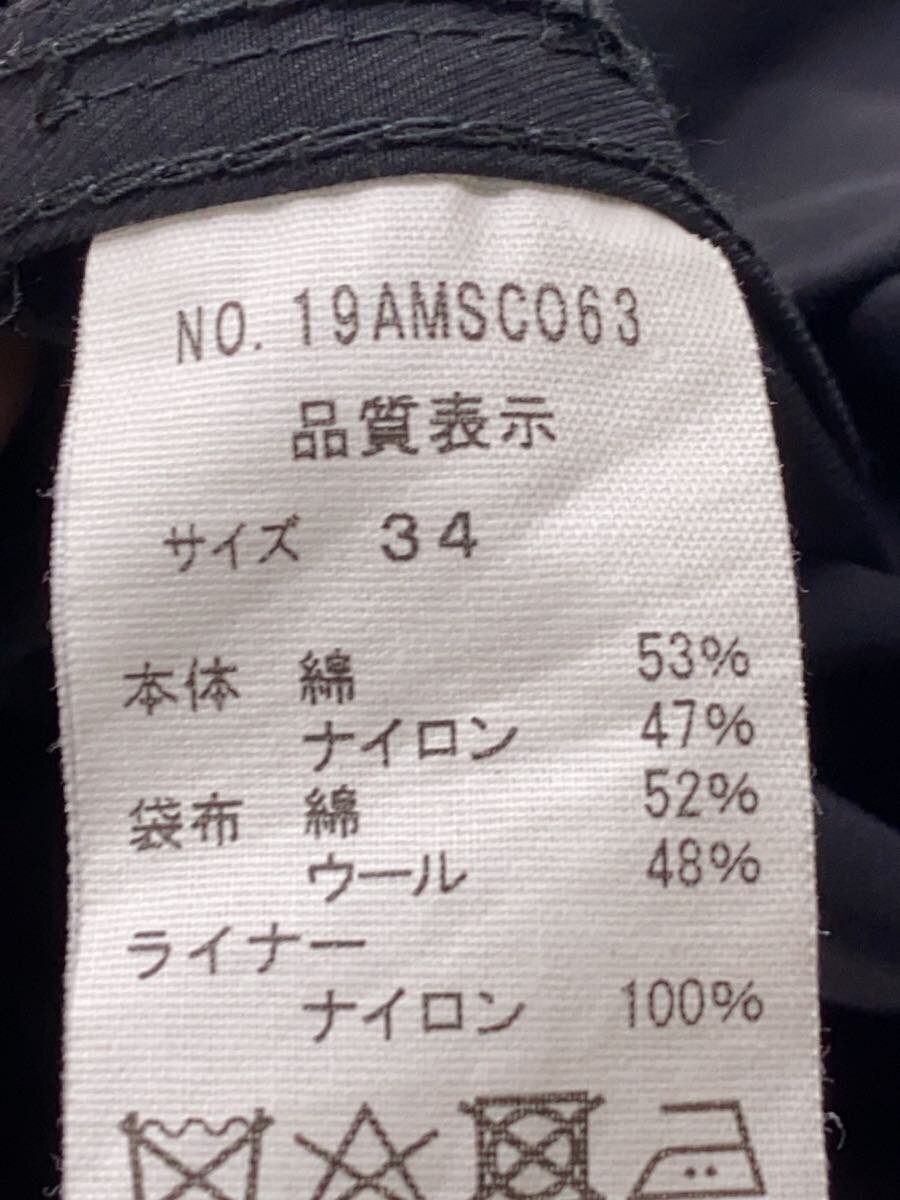 NO. 19AMSCO63
品質表示
サイズ 34
本体 綿 53%
ナイロン 47%
袋布 綿 52%
ウール 48%
ライナー
ナイロン 100%